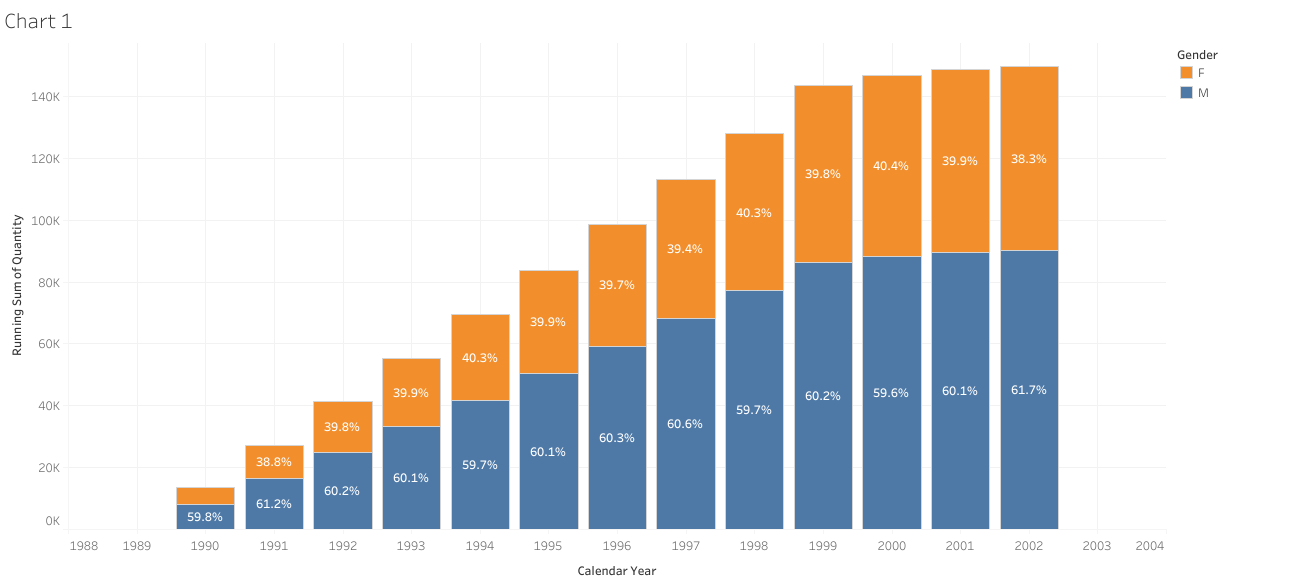 Chart 1
Gender
F
M
Running Sum of Quantity
140K
120K
100K
80K
60K
40K
20K
0K
59.8%
38.8%
61.2%
39.8%
60.2%
39.9%
60.1%
40.3%
59.7%
39.9%
60.1%
39.7%
60.3%
39.4%
60.6%
40.3%
59.7%
39.8%
60.2%
40.4%
59.6%
39.9%
60.1%
38.3%
61.7%
1988 1989 1990 1991 1992 1993 1994 1995 1996 1997 1998 1999 2000 2001 2002 2003 2004
Calendar Year